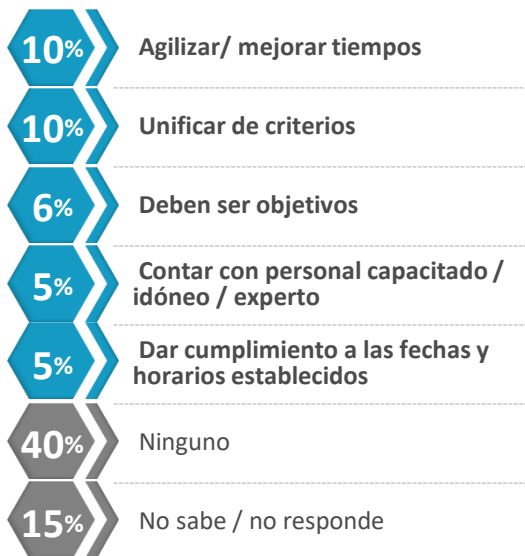 10% Agilizar/ mejorar tiempos
10% Unificar de criterios
6% Deben ser objetivos
5% Contar con personal capacitado /
idóneo / experto
5% Dar cumplimiento a las fechas y
horarios establecidos
40% Ninguno
15% No sabe / no responde